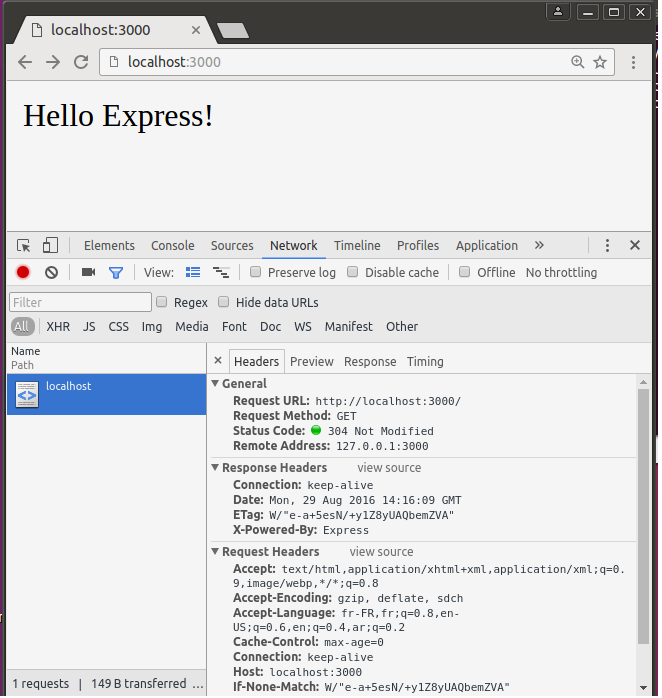 localhost:3000
localhost:3000
Hello Express!
Elements Console Sources Network Timeline Profiles Application »
View: Preserve log Disable cache Offline No throttling
Filter Regex Hide data URLs
All XHR JS CSS Img Media Font Doc WS Manifest Other
Name
Path
localhost
Headers Preview Response Timing
General
Request URL: http://localhost:3000/
Request Method: GET
Status Code: 304 Not Modified
Remote Address: 127.0.0.1:3000
Response Headers view source
Connection: keep-alive
Date: Mon, 29 Aug 2016 14:16:09 GMT
ETag: W/"e-a+5esN/+y1Z8yUAQbemZVA"
X-Powered-By: Express
Request Headers view source
Accept: text/html,application/xhtml+xml,application/xml;q=0.
9,image/webp,*/*;q=0.8
Accept-Encoding: gzip, deflate, sdch
Accept-Language: fr-FR,fr;q=0.8,en-
US;q=0.6,en;q=0.4,ar;q=0.2
Cache-Control: max-age=0
Connection: keep-alive
Host: localhost:3000
If-None-Match: W/"e-a+5esN/+y1Z8yUAQbemZVA"
1 requests | 149 B transferred ...